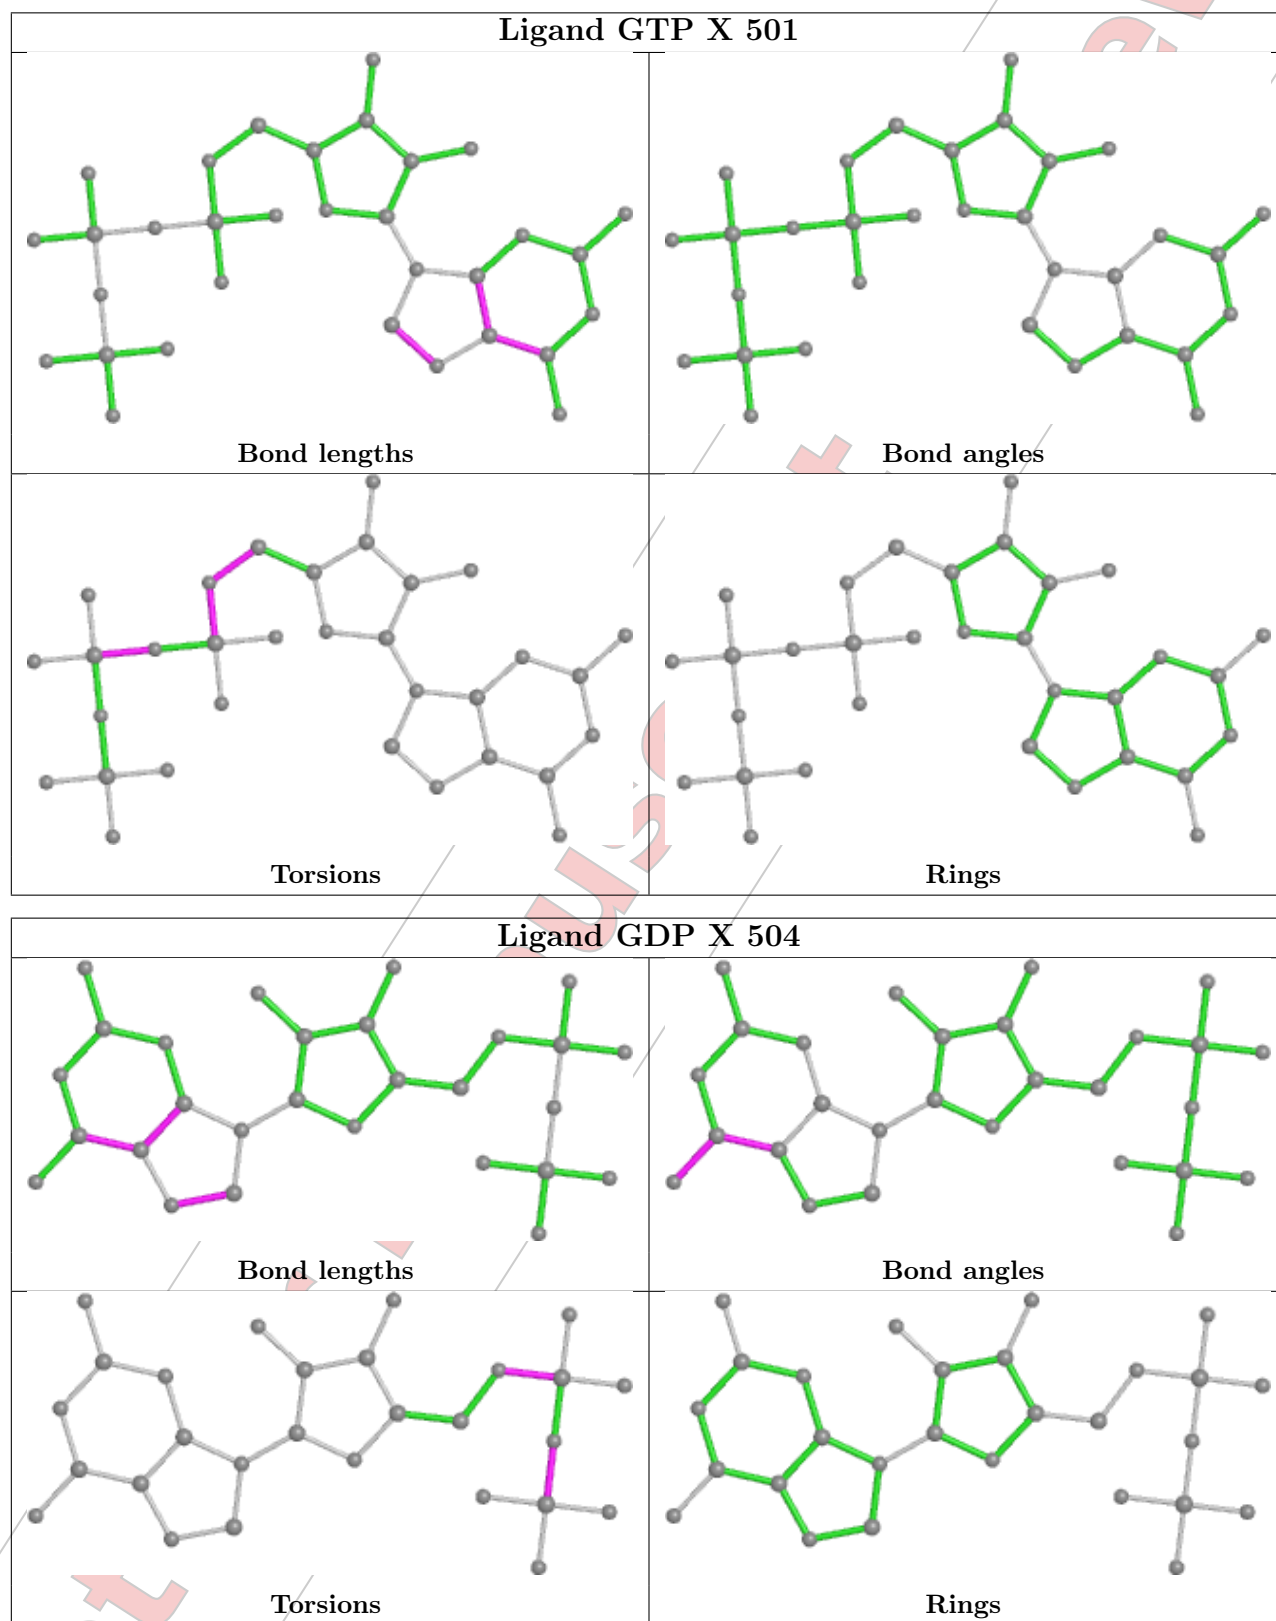 Ligand GTP X 501
Bond lengths
Bond angles
Torsions
Rings
Ligand GDP X 504
Bond lengths
Bond angles
Torsions
Rings